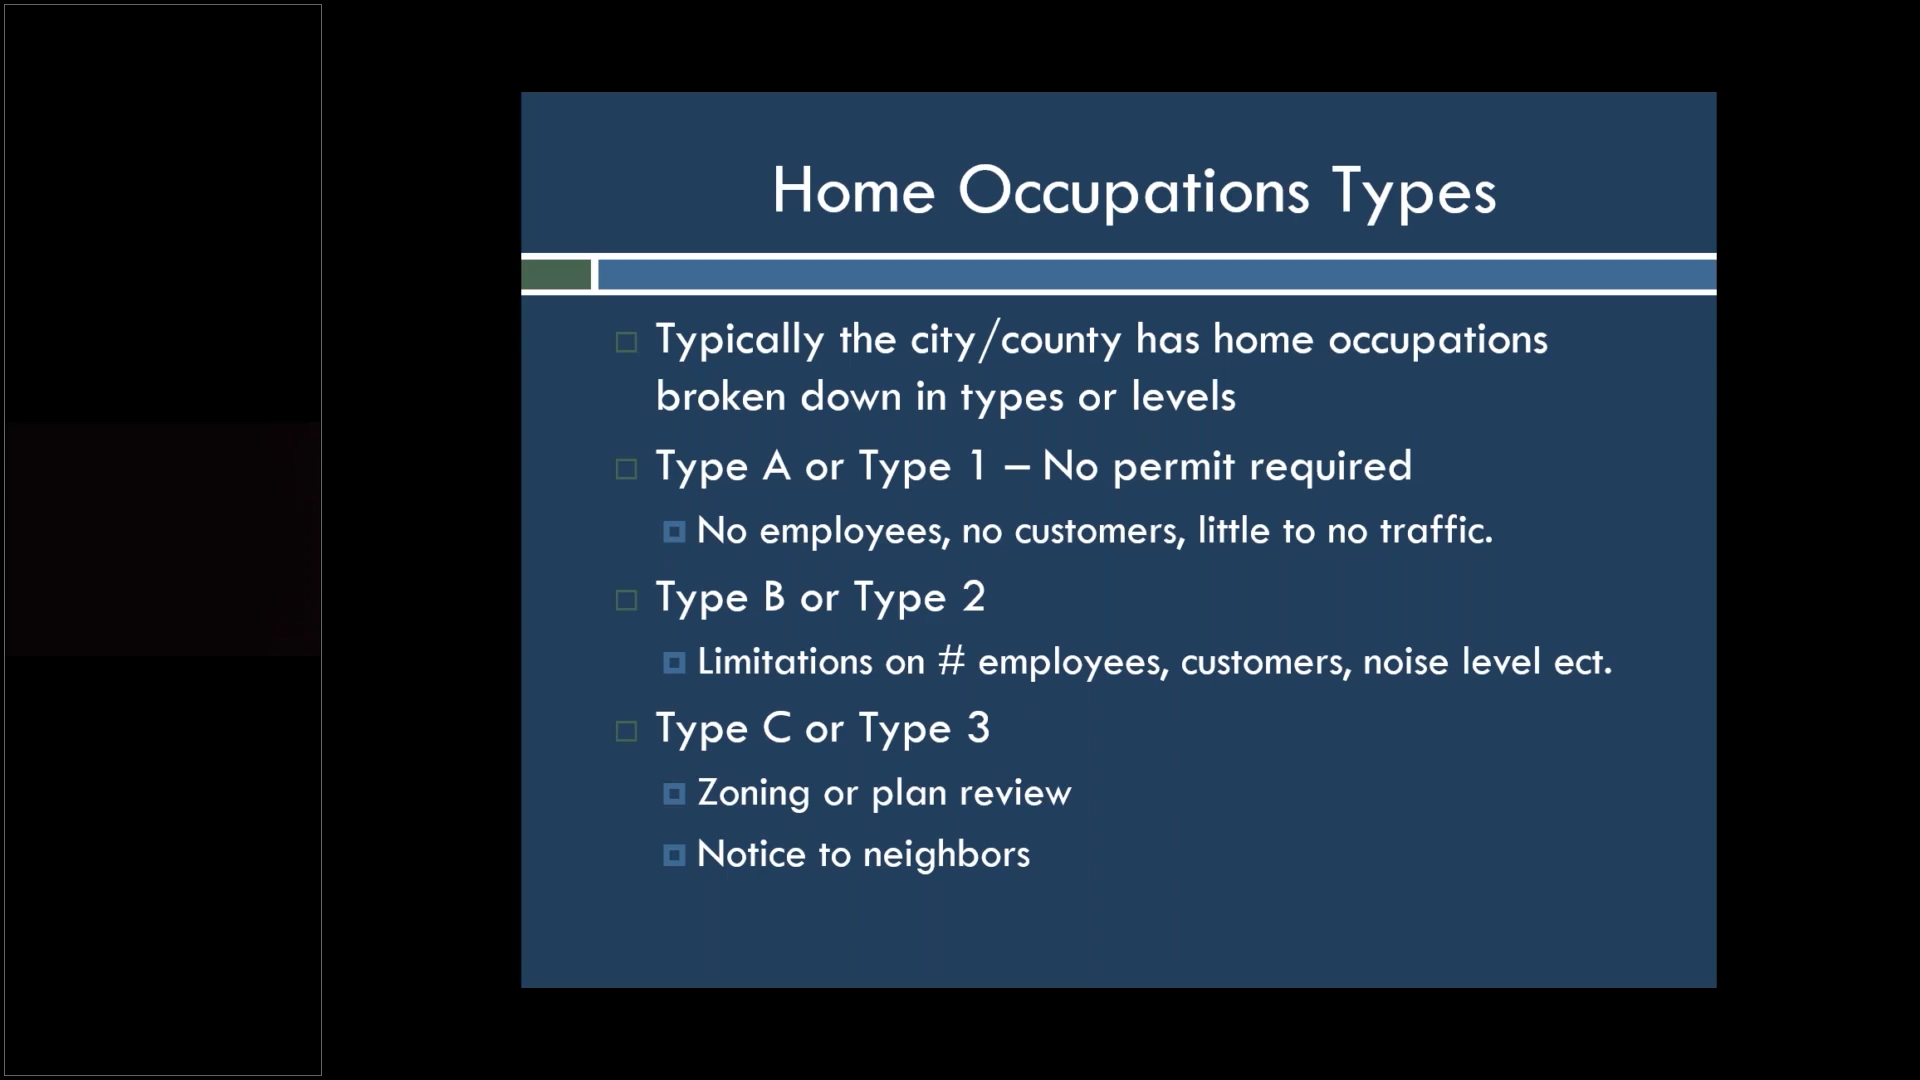 Home Occupations Types
Typically the city/county has home occupations
broken down in types or levels
Type A or Type 1 – No permit required
No employees, no customers, little to no traffic.
Type B or Type 2
Limitations on # employees, customers, noise level ect.
Type C or Type 3
Zoning or plan review
Notice to neighbors